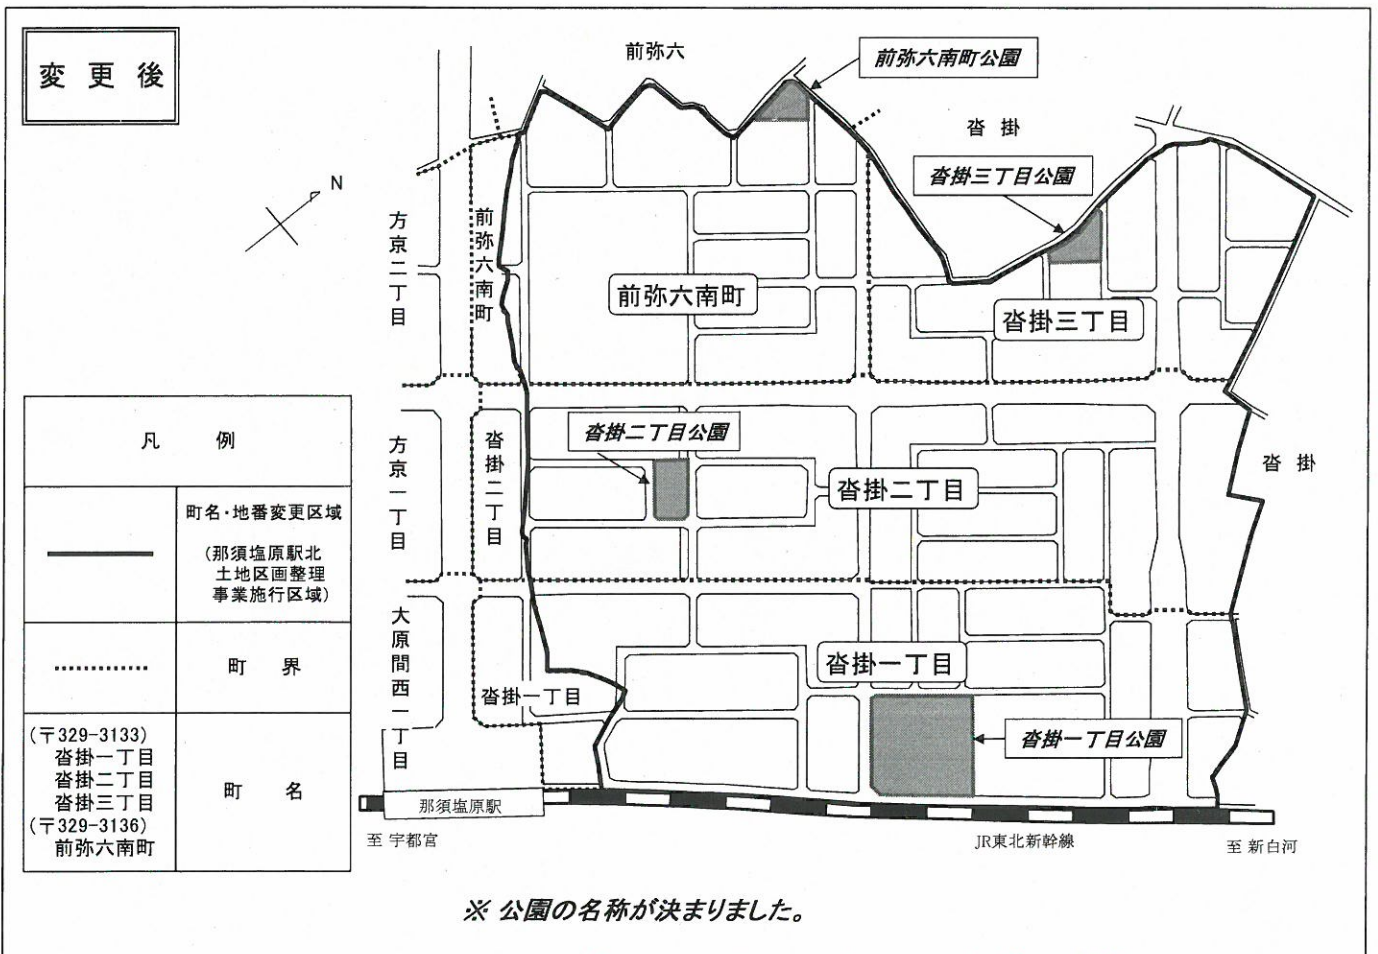 変更後
前弥六
前弥六南町公園
沓掛
沓掛三丁目公園
N
方京二丁目
前弥六南町
前弥六南町
沓掛三丁目
凡例
町名・地番変更区域
(那須塩原駅北
土地区画整理
事業施行区域)
町界
(〒329-3133)
沓掛一丁目
沓掛二丁目
沓掛三丁目
(〒329-3136)
前弥六南町
町名
方京一丁目
沓掛二丁目
沓掛二丁目公園
沓掛二丁目
沓掛
大原間西一丁目
沓掛一丁目
沓掛一丁目
沓掛一丁目公園
那須塩原駅
至 宇都宮
JR東北新幹線
至 新白河
※ 公園の名称が決まりました。